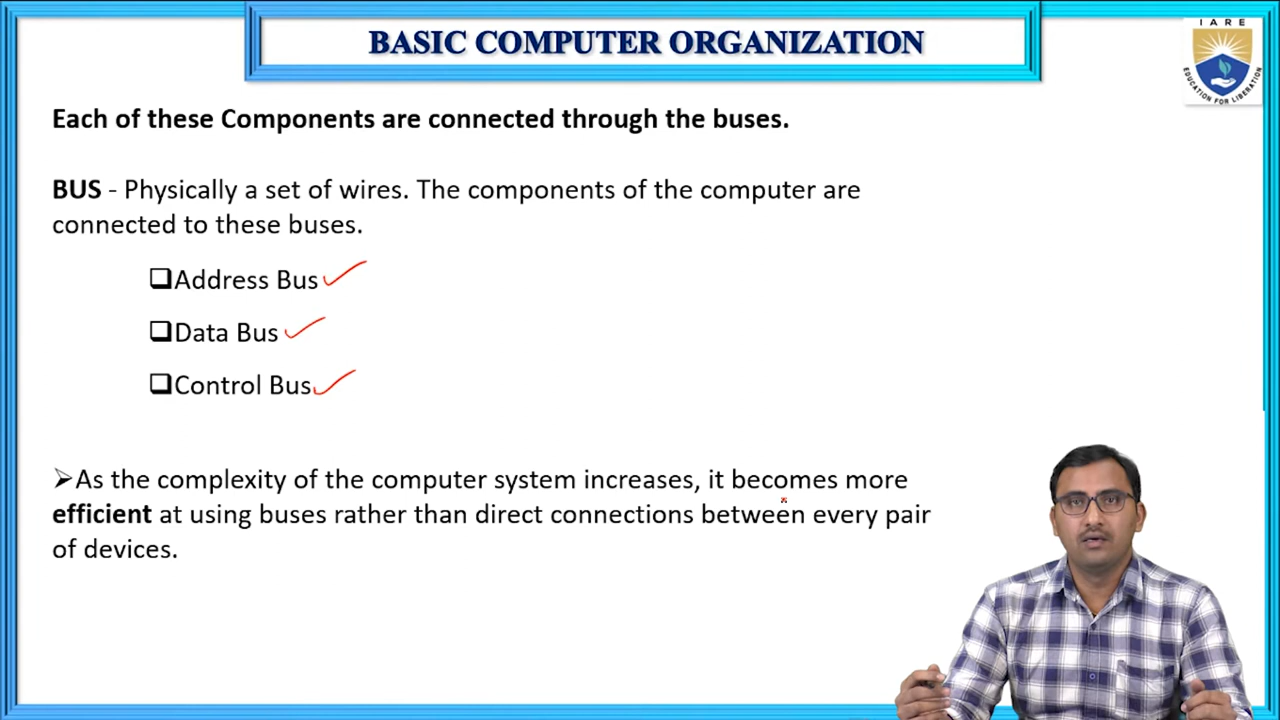 BASIC COMPUTER ORGANIZATION
IARE
EDUCATION FOR LIBERATION
Each of these Components are connected through the buses.
BUS - Physically a set of wires. The components of the computer are
connected to these buses.
❑Address Bus
❑Data Bus
❑Control Bus
➢As the complexity of the computer system increases, it becomes more
efficient at using buses rather than direct connections between every pair
of devices.